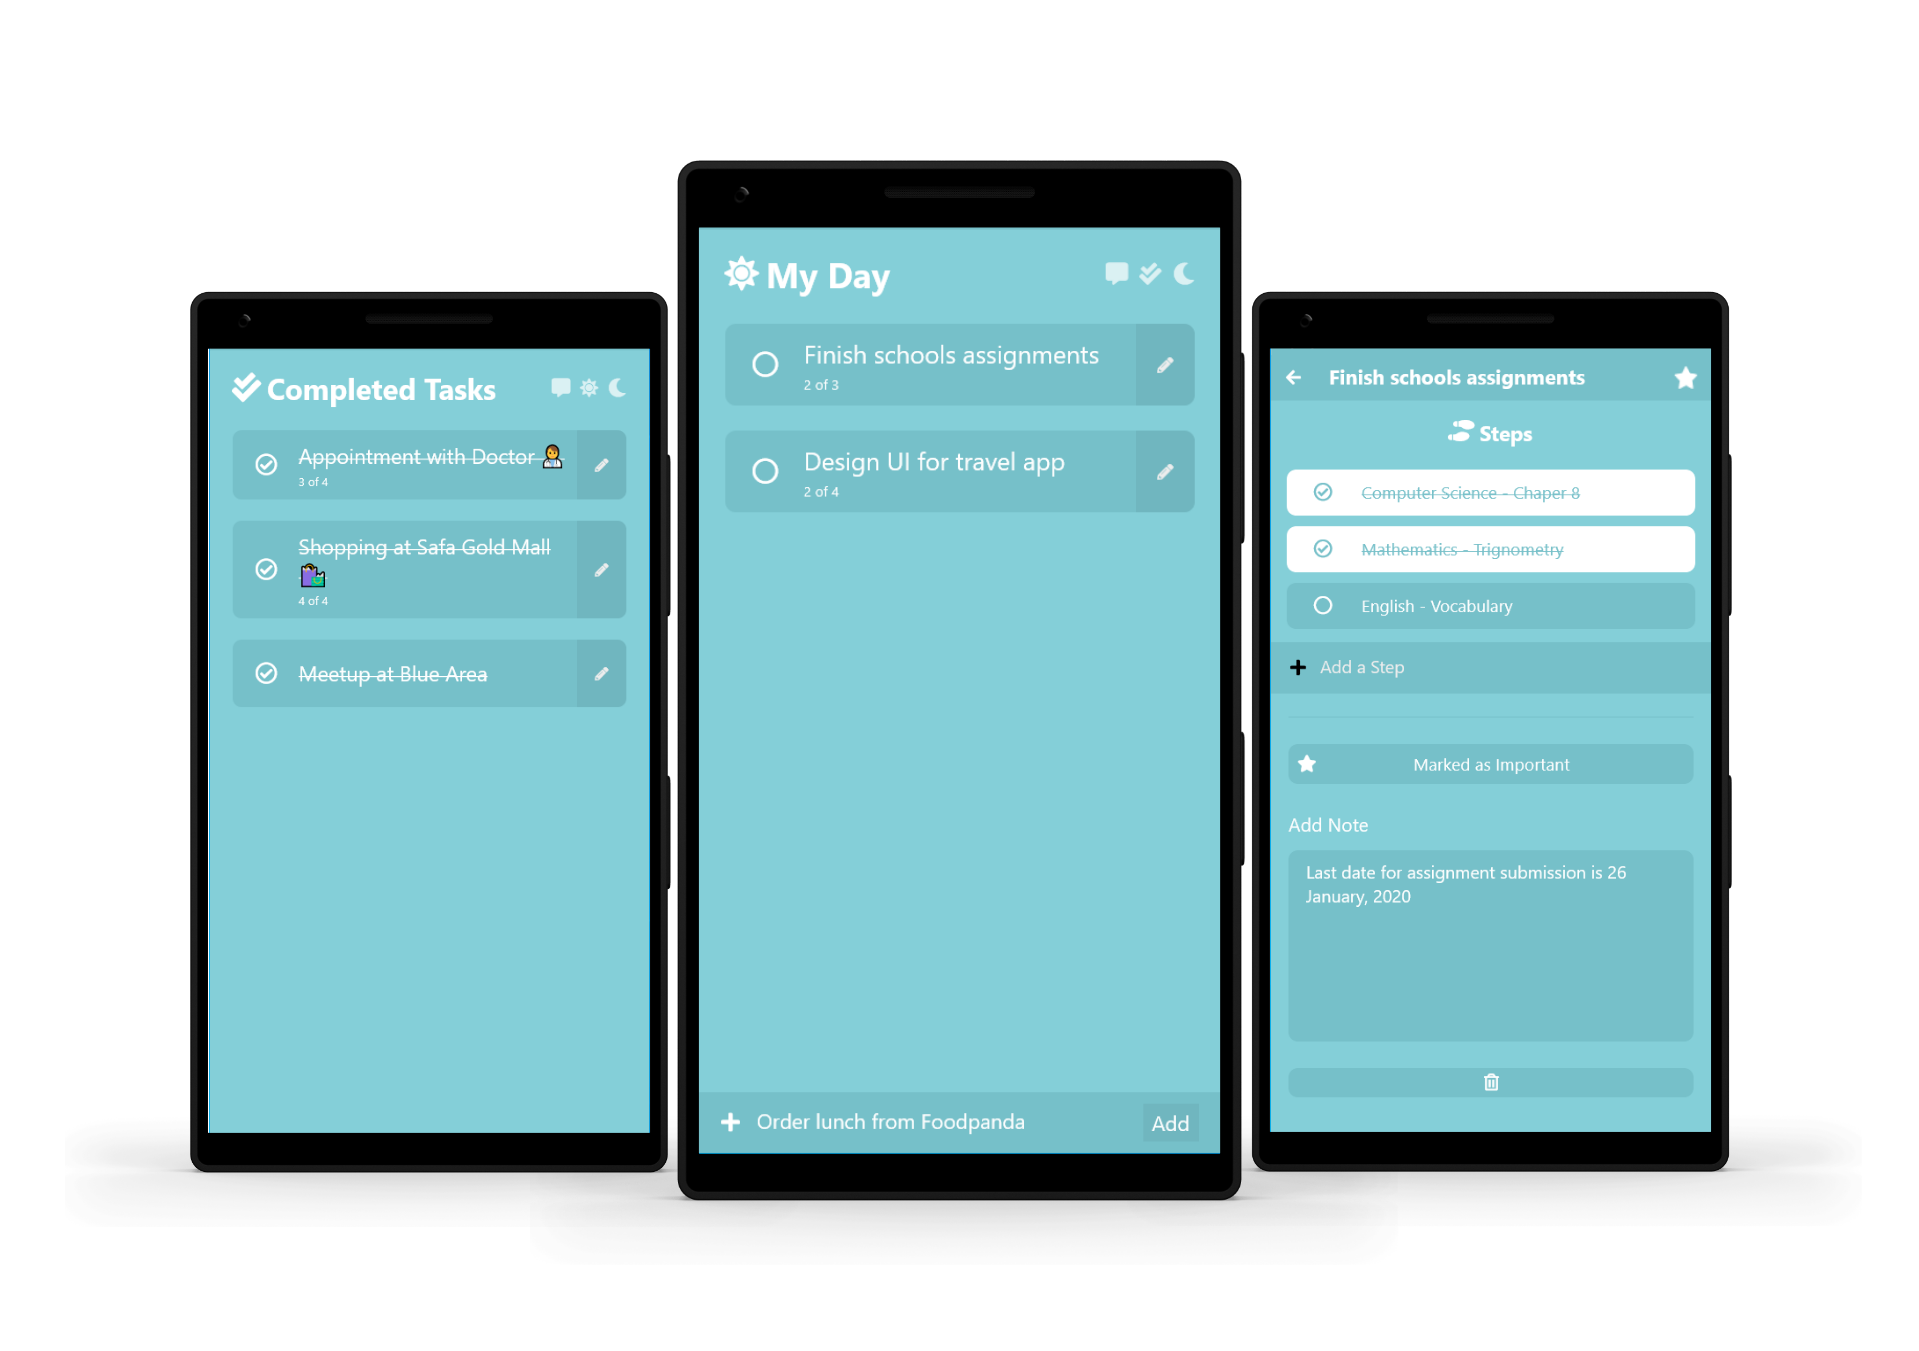 Completed Tasks
Appointment with Doctor
3 of 4
Shopping at Safa Gold Mall
4 of 4
Meetup at Blue Area
My Day
Finish schools assignments
2 of 3
Design UI for travel app
2 of 4
Order lunch from Foodpanda
Add
Finish schools assignments
Steps
Computer Science - Chaper 8
Mathematics - Trignometry
English - Vocabulary
Add a Step
Marked as Important
Add Note
Last date for assignment submission is 26
January, 2020